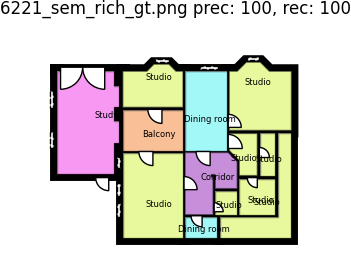 6221_sem_rich_gt.png prec: 100, rec: 100
Studio
Studio
Stud
Dining room
Balcony
Studio
Studio
Corridor
Studio
Studio
Studio
Studio
Dining room